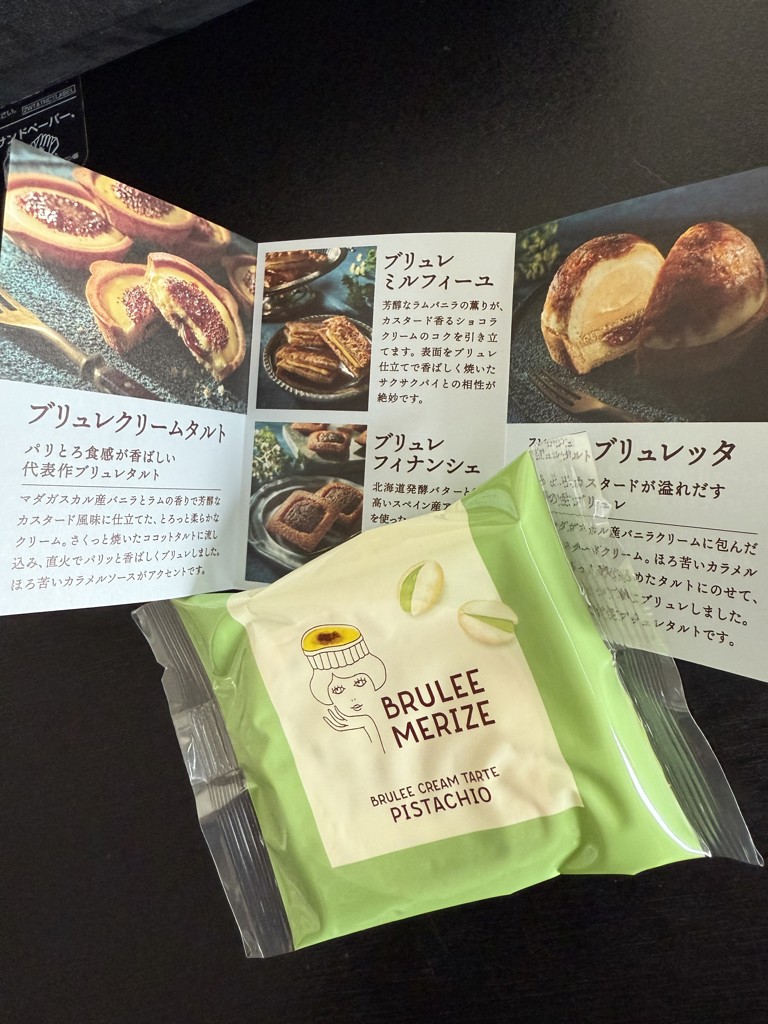 サンドペーパー、
ブリュレクリームタルト
パリとろ食感が香ばしい
代表作ブリュレタルト
マダガスカル産バニラとラムの香りで芳醇な
カスタード風味に仕立てた、とろっと柔らかな
クリーム。さくっと焼いたココットタルトに流し
込み、直火でパリッと香ばしくブリュレしました。
ほろ苦いカラメルソースがアクセントです。
ブリュレ
ミルフィーユ
芳醇なラムバニラの薫りが、
カスタード香るショコラ
クリームのコクを引き立
てます。表面をブリュレ
仕立てで香ばしく焼いた
サクサクパイとの相性が
絶妙です。
ブリュレ
フィナンシェ
北海道発酵バターと
高いスペイン産ア
を使った
ブリュレッタ
カスタードが溢れだす
ブリュレ
ダガスカル産バニラクリームに包んだ
クリーム。ほろ苦いカラメル
めたタルトにのせて、
にブリュレしました。
ュレタルトです。
BRULEE
MERIZE
BRULEE CREAM TARTE
PISTACHIO